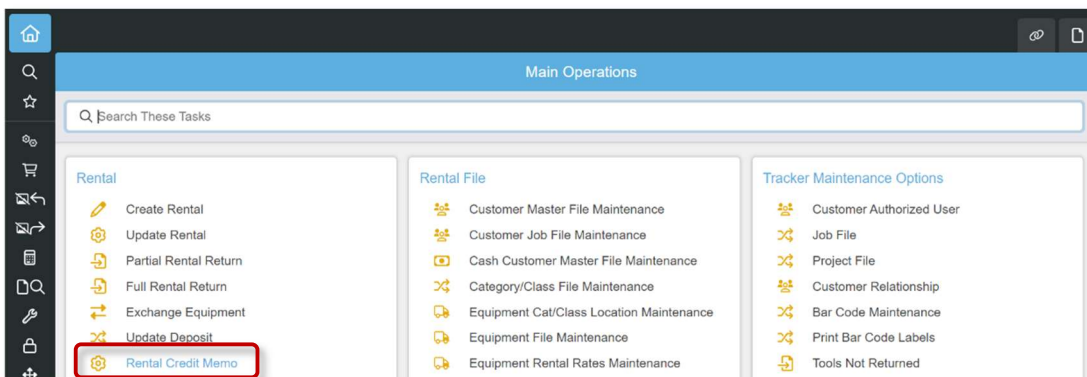 Main Operations
Search These Tasks
Rental
Create Rental
Update Rental
Partial Rental Return
Full Rental Return
Exchange Equipment
Update Deposit
Rental Credit Memo
Rental File
Customer Master File Maintenance
Customer Job File Maintenance
Cash Customer Master File Maintenance
Category/Class File Maintenance
Equipment Cat/Class Location Maintenance
Equipment File Maintenance
Equipment Rental Rates Maintenance
Tracker Maintenance Options
Customer Authorized User
Job File
Project File
Customer Relationship
Bar Code Maintenance
Print Bar Code Labels
Tools Not Returned